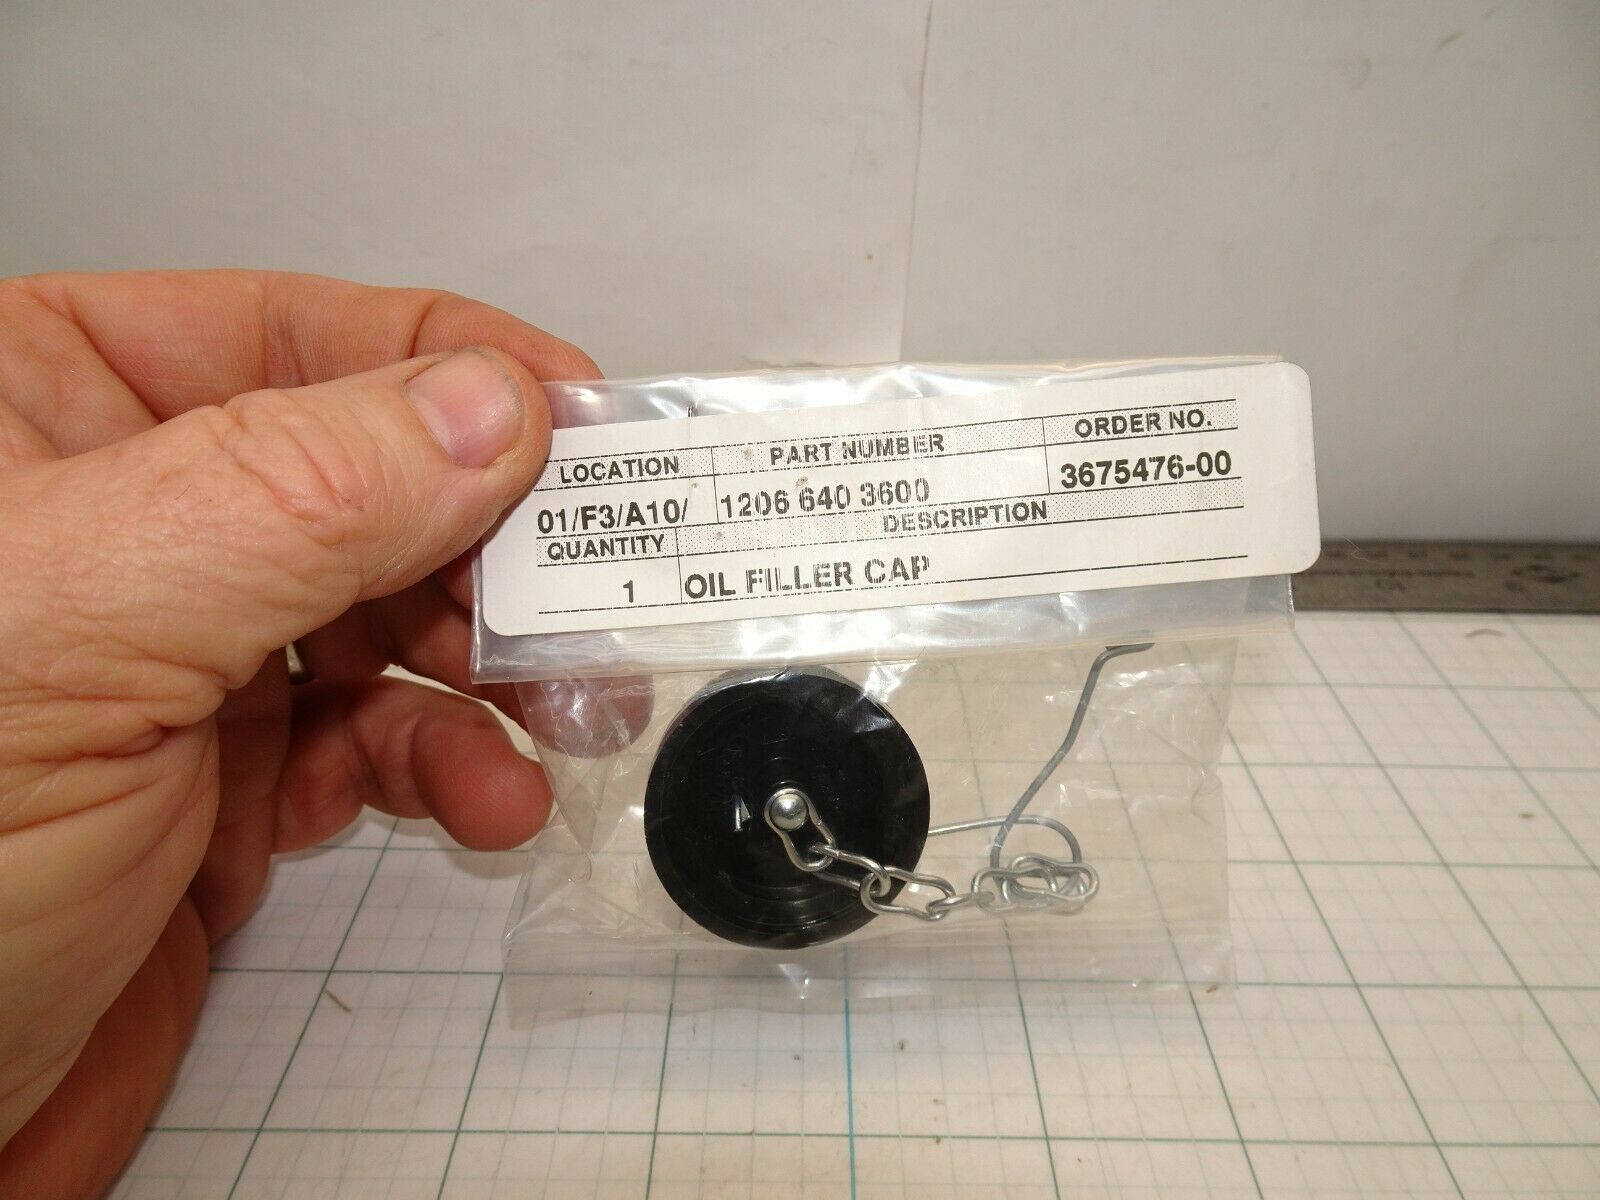 LOCATION PART NUMBER ORDER NO.
01/F3/A10/ 1206 640 3600 3675476-00
QUANTITY DESCRIPTION
1 OIL FILLER CAP